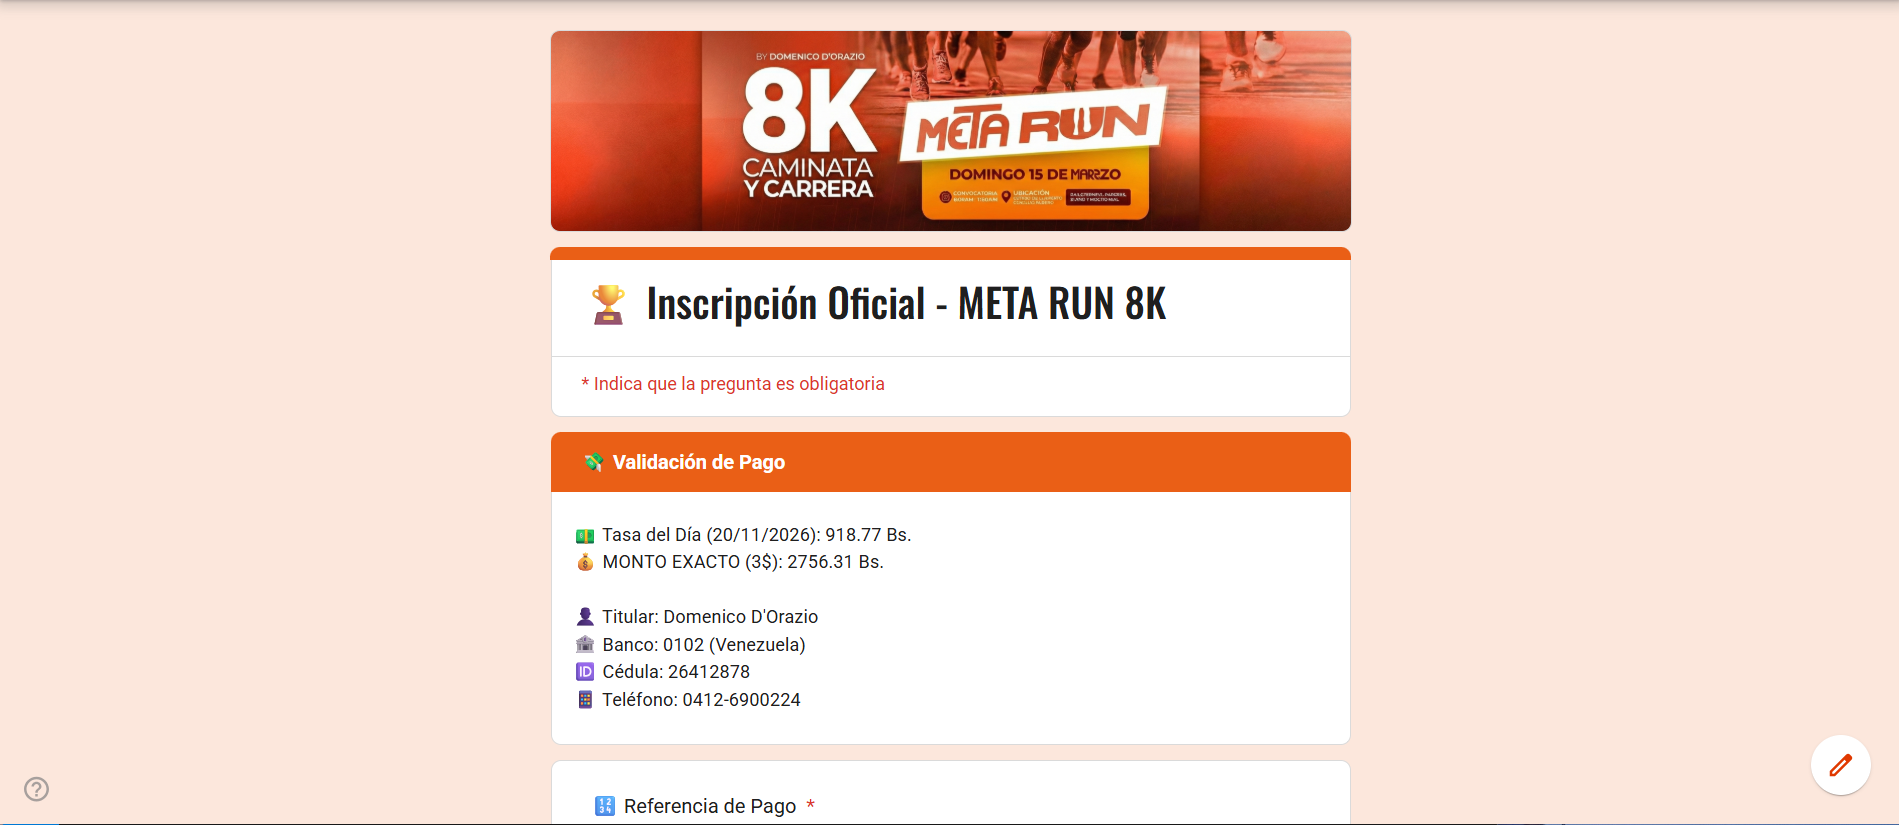 BY DOMENICO D'ORAZIO
8K
CAMINATA
Y CARRERA
META RUN
DOMINGO 15 DE MARZO
CONVOCATORIA
UBICACIÓN
🏆 Inscripción Oficial - META RUN 8K
* Indica que la pregunta es obligatoria
💸 Validación de Pago
💵 Tasa del Día (20/11/2026): 918.77 Bs.
💰 MONTO EXACTO (3$): 2756.31 Bs.
👤 Titular: Domenico D'Orazio
🏛️ Banco: 0102 (Venezuela)
🆔 Cédula: 26412878
📱 Teléfono: 0412-6900224
🔢 Referencia de Pago *